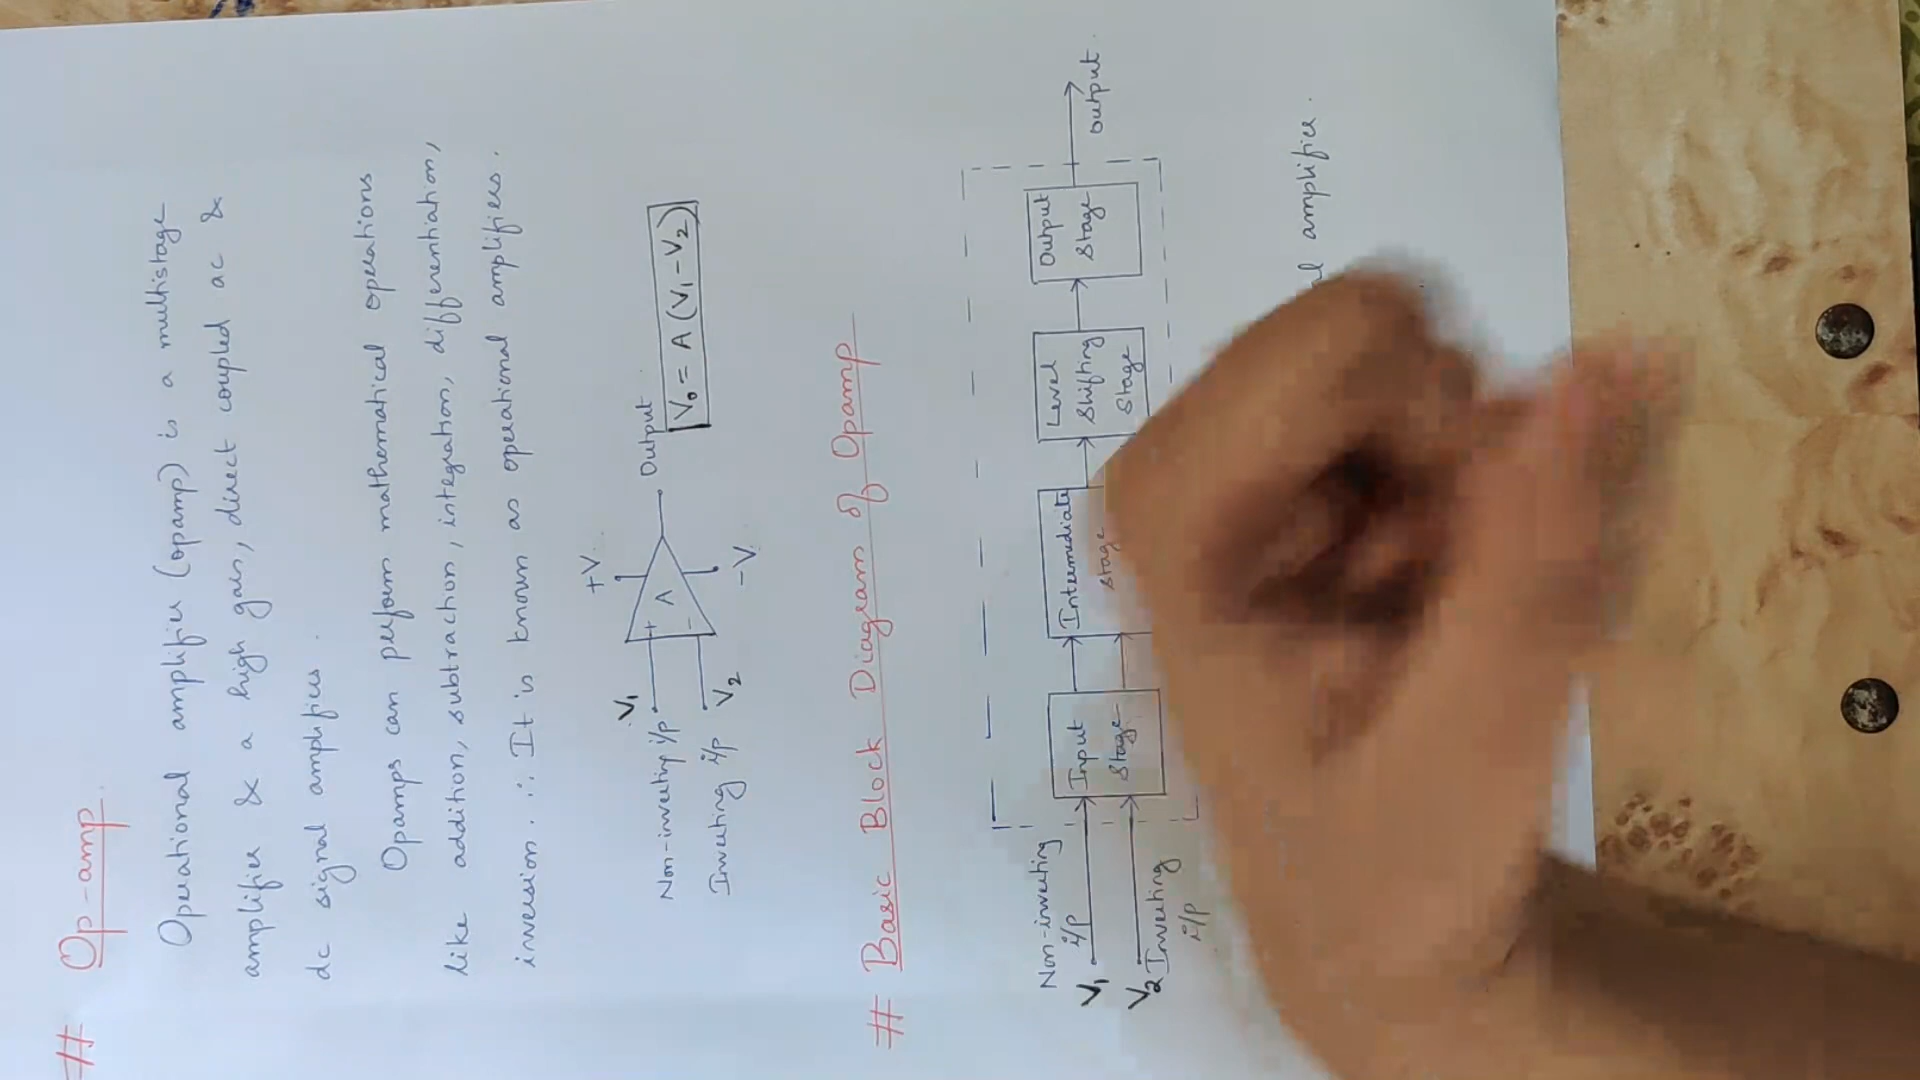 # Op-amp
Operational amplifier (opamp) is a multistage
amplifier & a high gain, direct coupled ac &
dc signal amplifier
Opamps can perform mathematical operations
like addition, subtraction, integration, differentiation,
inversion. ∴ It is known as operational amplifiers.
+V
V1
Non-inverting i/p
+
A
-
Output
V2
Inverting i/p
-V
Vo = A (V1 - V2)
# Basic Block Diagram of Opamp
Non-inverting
i/p
V1
V2 Inverting
i/p
Input
Stage
Intermediate
Stage
Level
Shifting
Stage
Output
Stage
Output
amplifier.